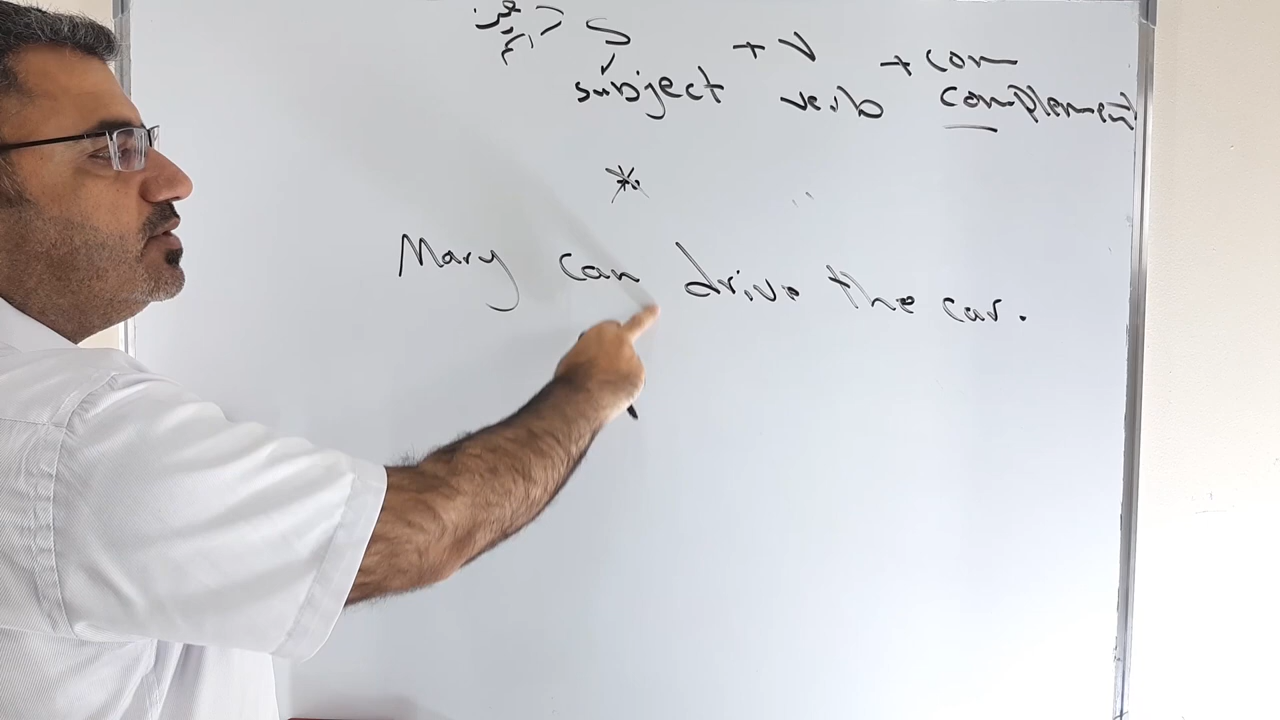 S + V + com
subject verb complement
*
Mary can drive the car.